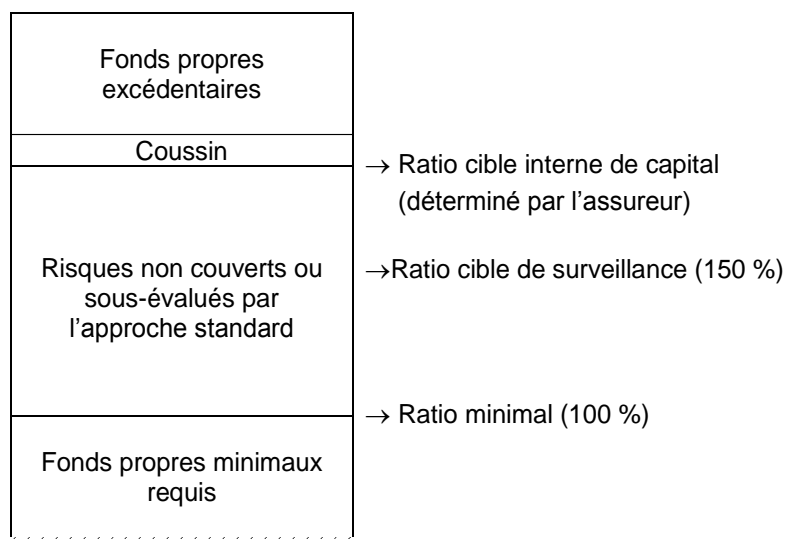 Fonds propres
excédentaires
Coussin
→ Ratio cible interne de capital
(déterminé par l’assureur)
Risques non couverts ou
sous-évalués par
l’approche standard
→Ratio cible de surveillance (150 %)
→ Ratio minimal (100 %)
Fonds propres minimaux
requis